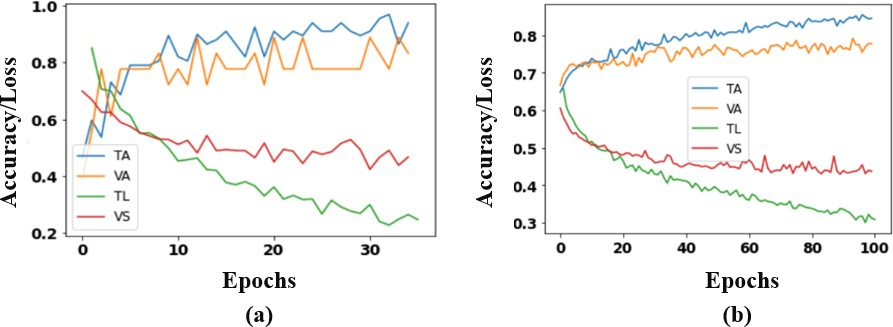 Accuracy/Loss
1.0
0.8
0.6
0.4
0.2
TA
VA
TL
VS
0 10 20 30
Epochs
(a)
Accuracy/Loss
0.8
0.7
0.6
0.5
0.4
0.3
TA
VA
TL
VS
0 20 40 60 80 100
Epochs
(b)